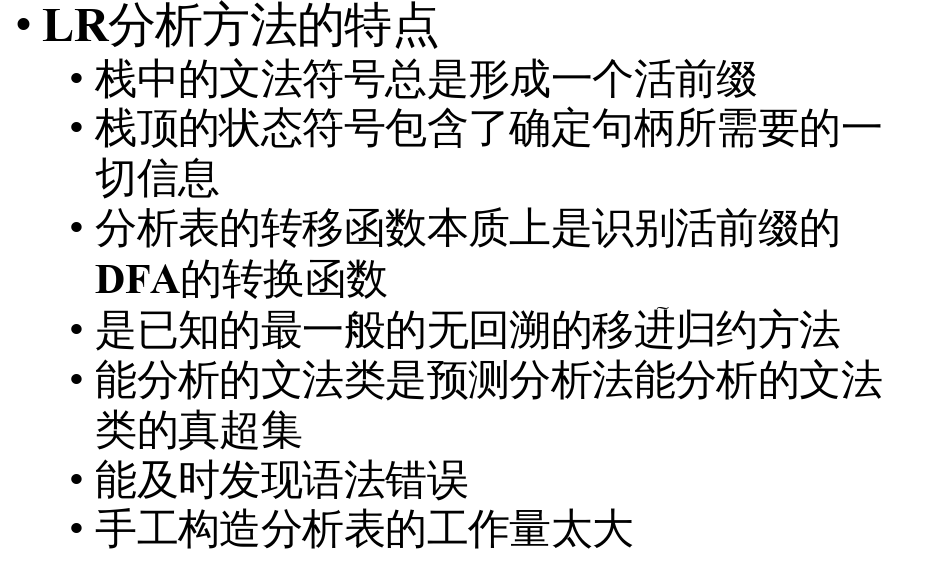 • LR分析方法的特点
• 栈中的文法符号总是形成一个活前缀
• 栈顶的状态符号包含了确定句柄所需要的一
切信息
• 分析表的转移函数本质上是识别活前缀的
DFA的转换函数
• 是已知的最一般的无回溯的移进归约方法
• 能分析的文法类是预测分析法能分析的文法
类的真超集
• 能及时发现语法错误
• 手工构造分析表的工作量太大